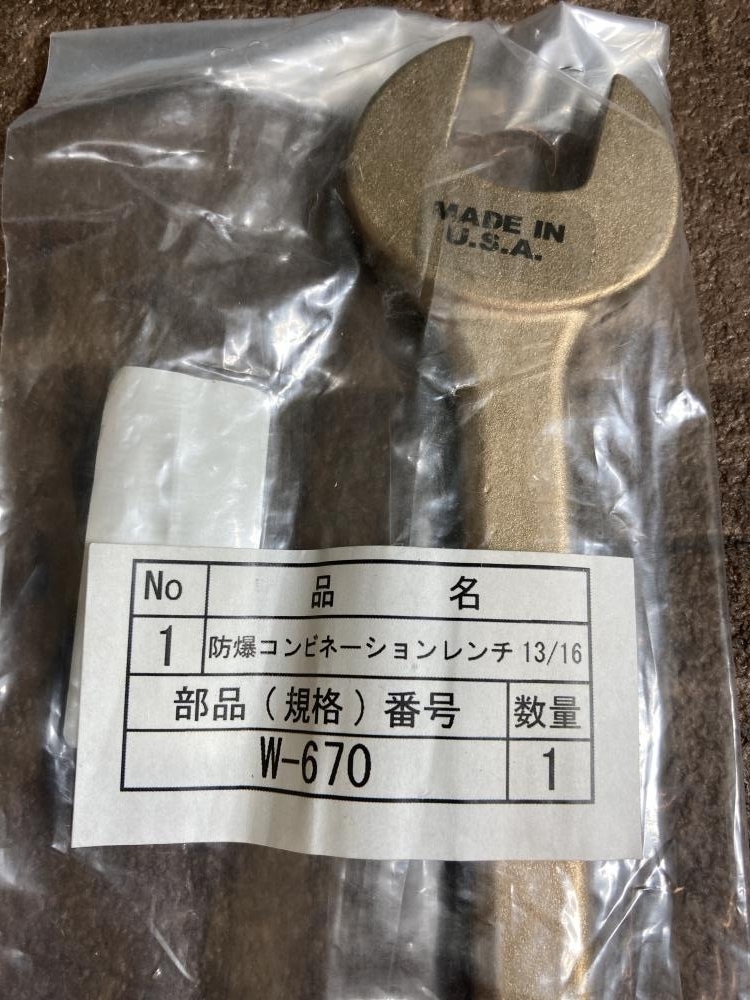 MADE IN
U.S.A.
No 品 名
1 防爆コンビネーションレンチ 13/16
部品(規格)番号 数量
W-670 1